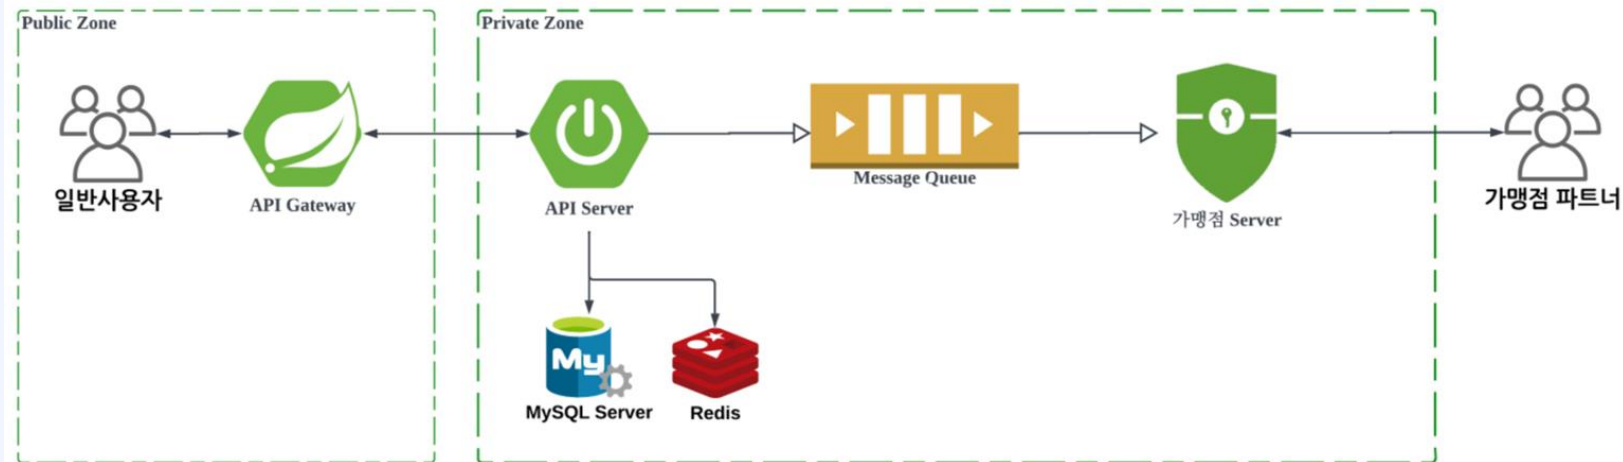 Public Zone
Private Zone
일반사용자
API Gateway
API Server
Message Queue
가맹점 Server
가맹점 파트너
My
MySQL Server
Redis